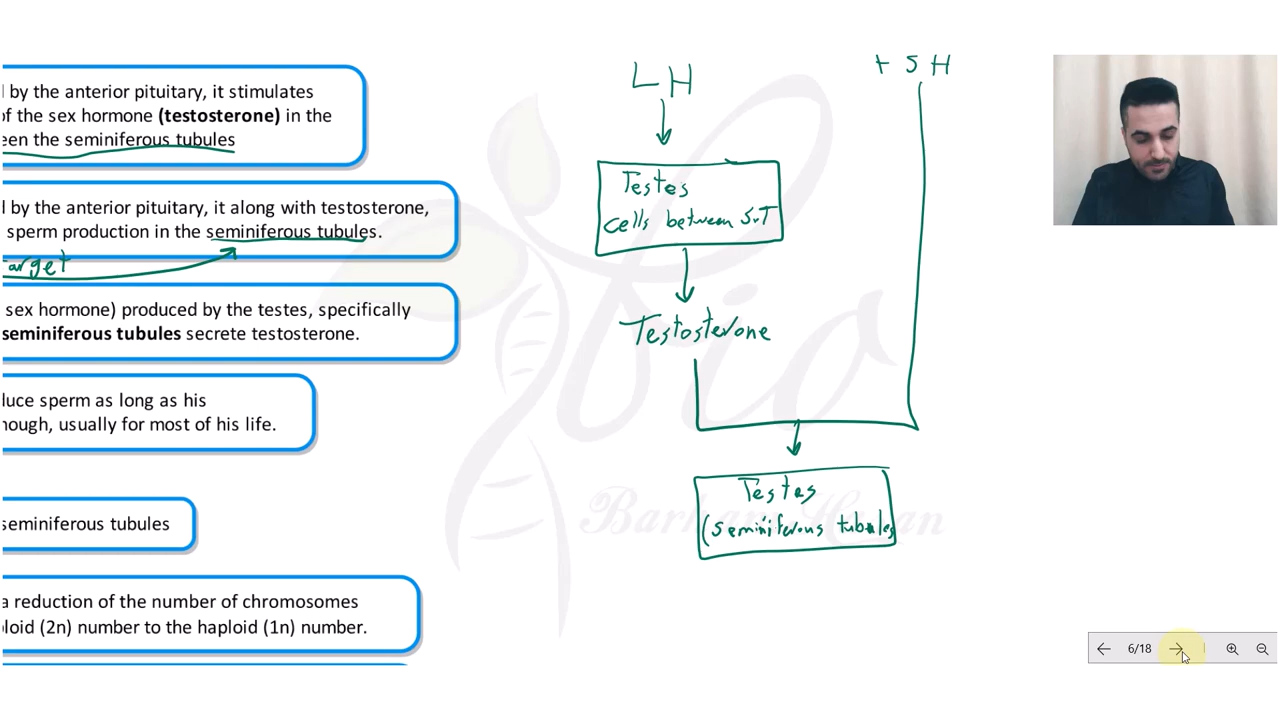 l by the anterior pituitary, it stimulates
of the sex hormone (testosterone) in the
een the seminiferous tubules
l by the anterior pituitary, it along with testosterone,
sperm production in the seminiferous tubules.
arget
sex hormone) produced by the testes, specifically
seminiferous tubules secrete testosterone.
luce sperm as long as his
nough, usually for most of his life.
seminiferous tubules
a reduction of the number of chromosomes
loid (2n) number to the haploid (1n) number.
LH
FSH
Testes
cells between S.T
Testosterone
Testes
(seminiferous tubules
bio
6/18